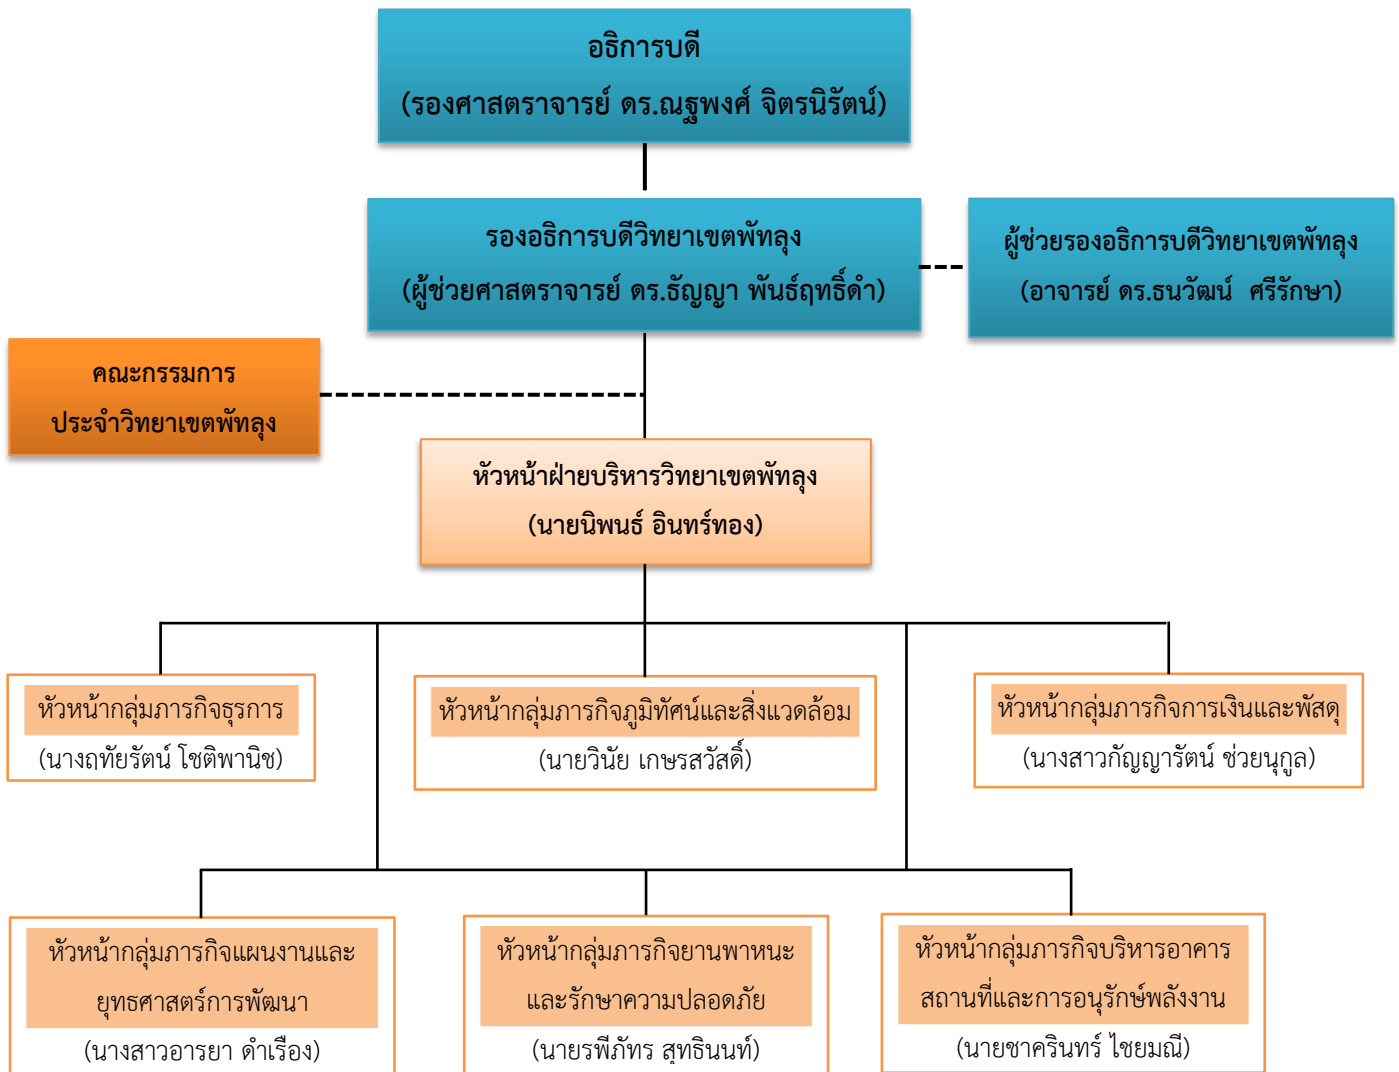 อธิการบดี
(รองศาสตราจารย์ ดร.ณฐพงศ์ จิตรนิรัตน์)
รองอธิการบดีวิทยาเขตพัทลุง
(ผู้ช่วยศาสตราจารย์ ดร.ธัญญา พันธ์ฤทธิ์ดำ)
ผู้ช่วยรองอธิการบดีวิทยาเขตพัทลุง
(อาจารย์ ดร.ธนวัฒน์ ศรีรักษา)
คณะกรรมการ
ประจำวิทยาเขตพัทลุง
หัวหน้าฝ่ายบริหารวิทยาเขตพัทลุง
(นายนิพนธ์ อินทร์ทอง)
หัวหน้ากลุ่มภารกิจธุรการ
(นางฤทัยรัตน์ โชติพานิช)
หัวหน้ากลุ่มภารกิจภูมิทัศน์และสิ่งแวดล้อม
(นายวินัย เกษรสวัสดิ์)
หัวหน้ากลุ่มภารกิจการเงินและพัสดุ
(นางสาวกัญญารัตน์ ช่วยนุกูล)
หัวหน้ากลุ่มภารกิจแผนงานและ
ยุทธศาสตร์การพัฒนา
(นางสาวอารยา ดำเรือง)
หัวหน้ากลุ่มภารกิจยานพาหนะ
และรักษาความปลอดภัย
(นายรพีภัทร สุทธินนท์)
หัวหน้ากลุ่มภารกิจบริหารอาคาร
สถานที่และการอนุรักษ์พลังงาน
(นายชาครินทร์ ไชยมณี)